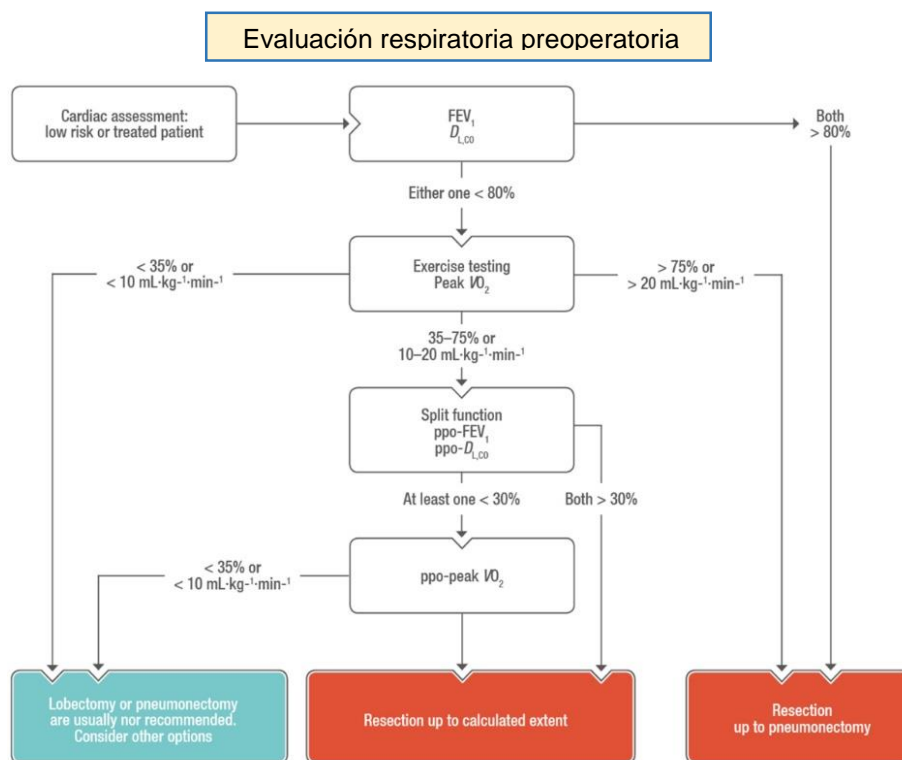 Evaluación respiratoria preoperatoria
Cardiac assessment:
low risk or treated patient
FEV₁
D_L,CO
Both
> 80%
Either one < 80%
< 35% or
< 10 mL·kg-¹·min-¹
Exercise testing
Peak V̇O₂
> 75% or
> 20 mL·kg-¹·min-¹
35–75% or
10–20 mL·kg-¹·min-¹
Split function
ppo-FEV₁
ppo-D_L,CO
At least one < 30%
Both > 30%
< 35% or
< 10 mL·kg-¹·min-¹
ppo-peak V̇O₂
Lobectomy or pneumonectomy
are usually nor recommended.
Consider other options
Resection up to calculated extent
Resection
up to pneumonectomy